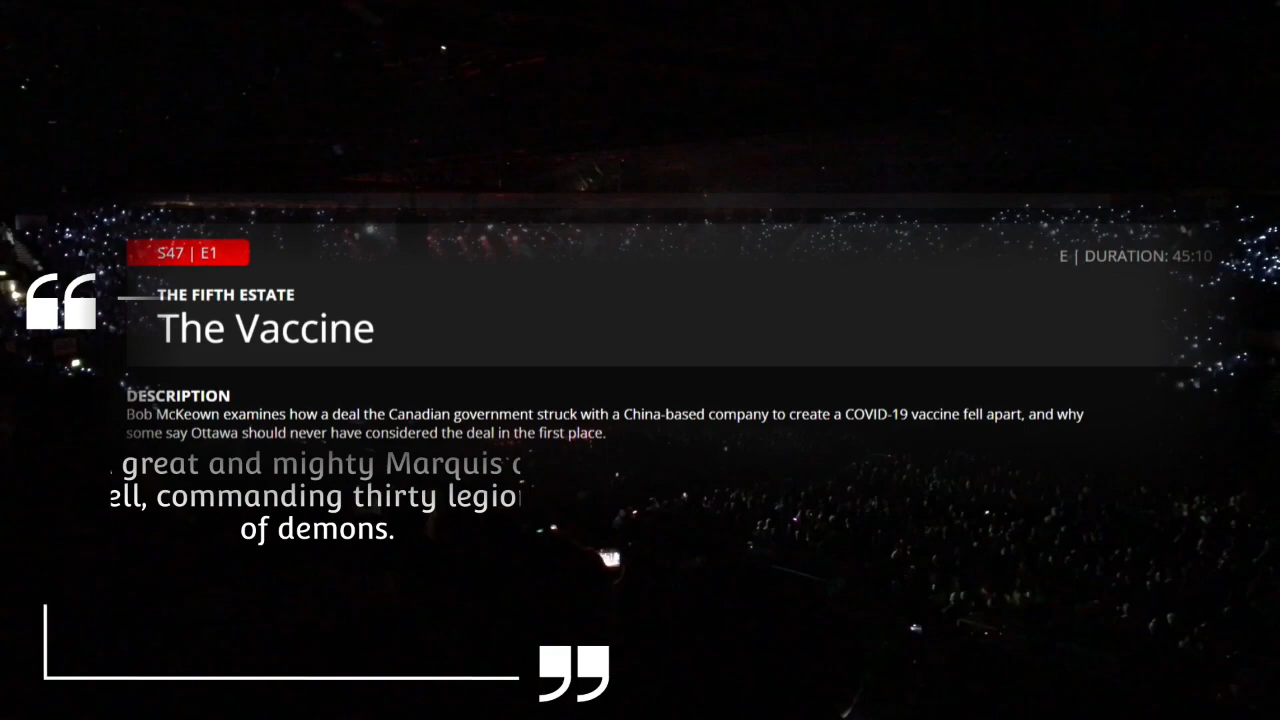 S47 | E1
E | DURATION: 45:10
THE FIFTH ESTATE
The Vaccine
DESCRIPTION
Bob McKeown examines how a deal the Canadian government struck with a China-based company to create a COVID-19 vaccine fell apart, and why
some say Ottawa should never have considered the deal in the first place.
great and mighty Marquis
ell, commanding thirty legio
of demons.